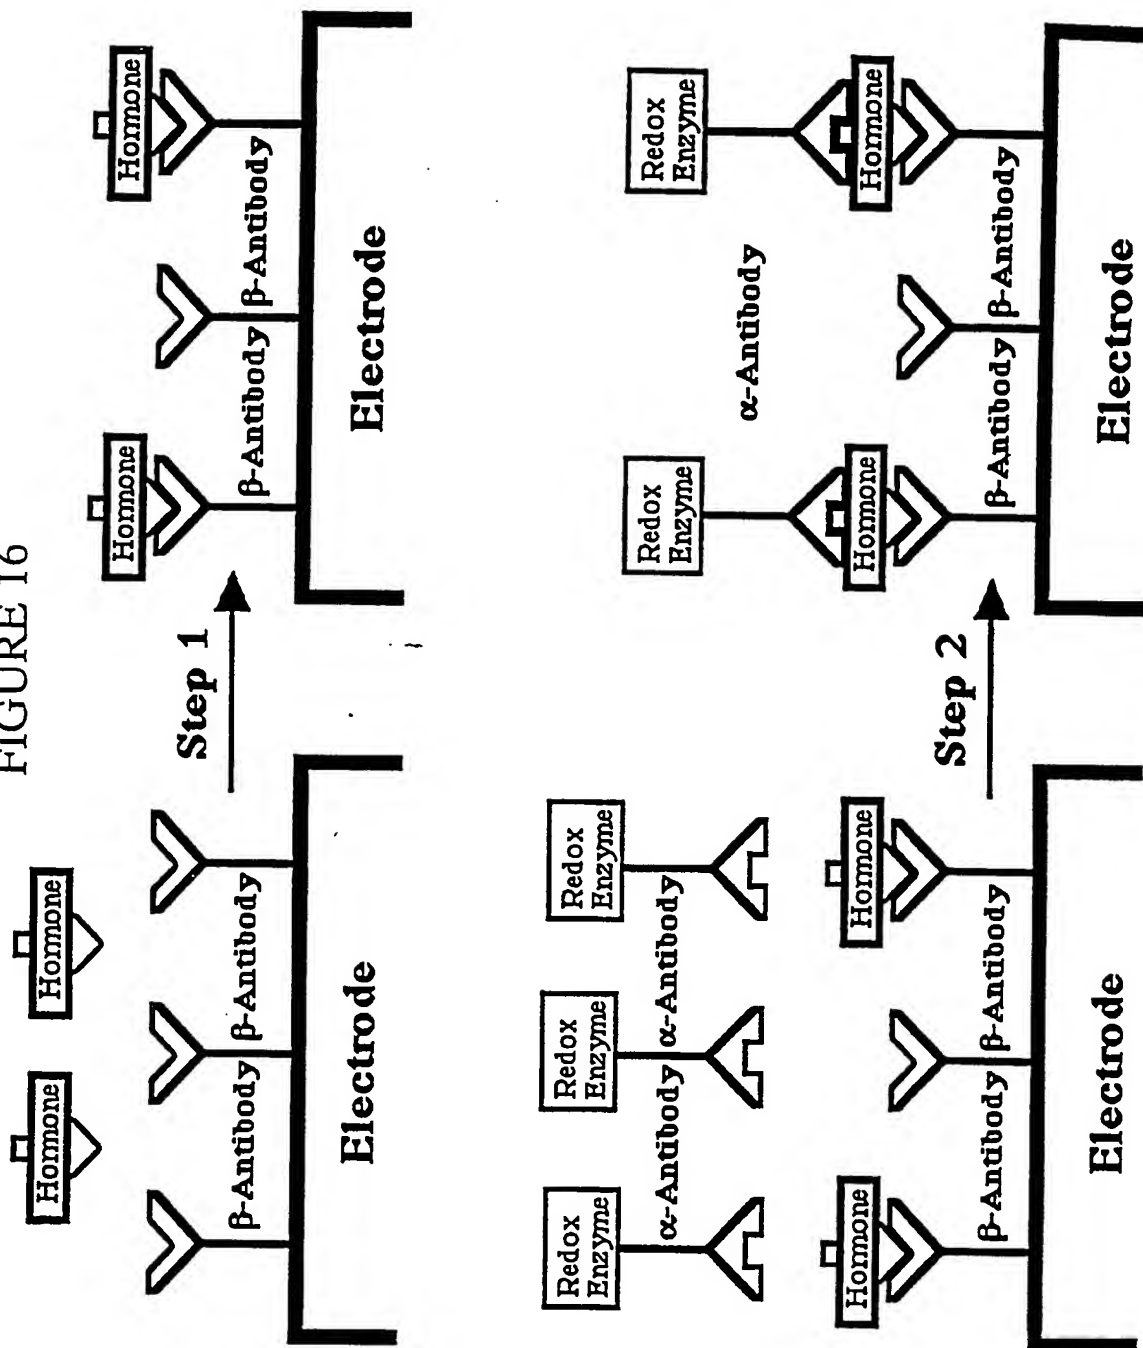 FIGURE 16
Hormone Hormone
β-Antibody β-Antibody
Electrode
Step 1
Hormone Hormone
β-Antibody β-Antibody
Electrode
Redox Redox Redox
Enzyme Enzyme Enzyme
α-Antibody α-Antibody
Hormone Hormone
β-Antibody β-Antibody
Electrode
Step 2
Redox Redox
Enzyme Enzyme
α-Antibody
Hormone Hormone
β-Antibody β-Antibody
Electrode